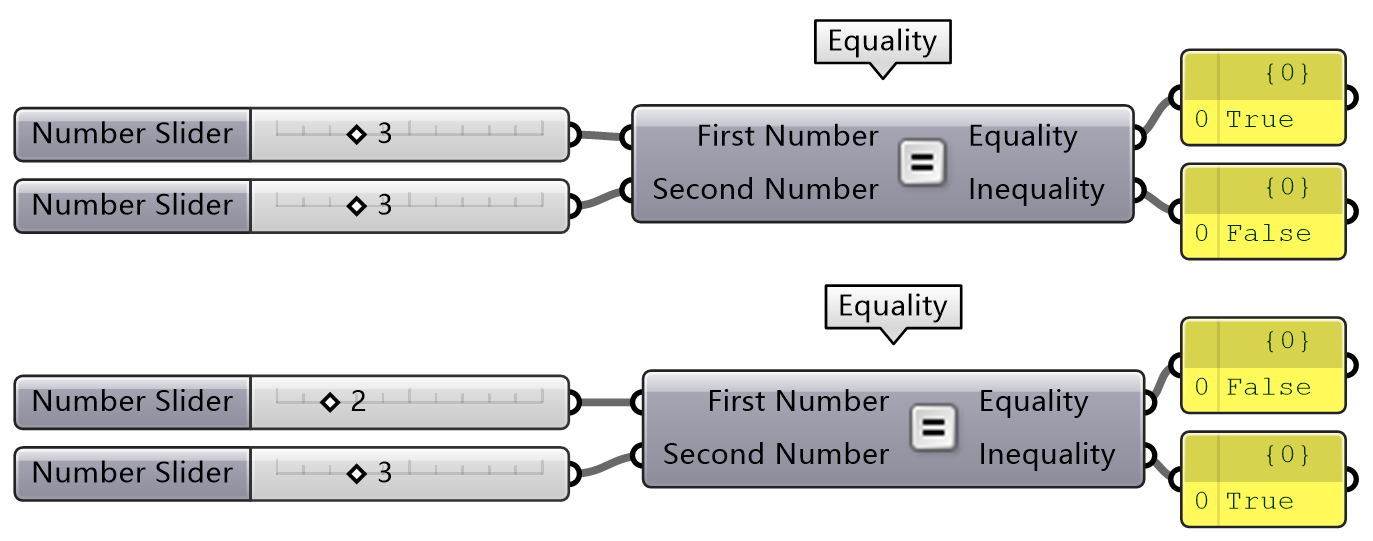 Equality
{0}
0 True
Number Slider 3
First Number = Equality
Number Slider 3
Second Number Inequality
{0}
0 False
Equality
{0}
0 False
Number Slider 2
First Number = Equality
Number Slider 3
Second Number Inequality
{0}
0 True